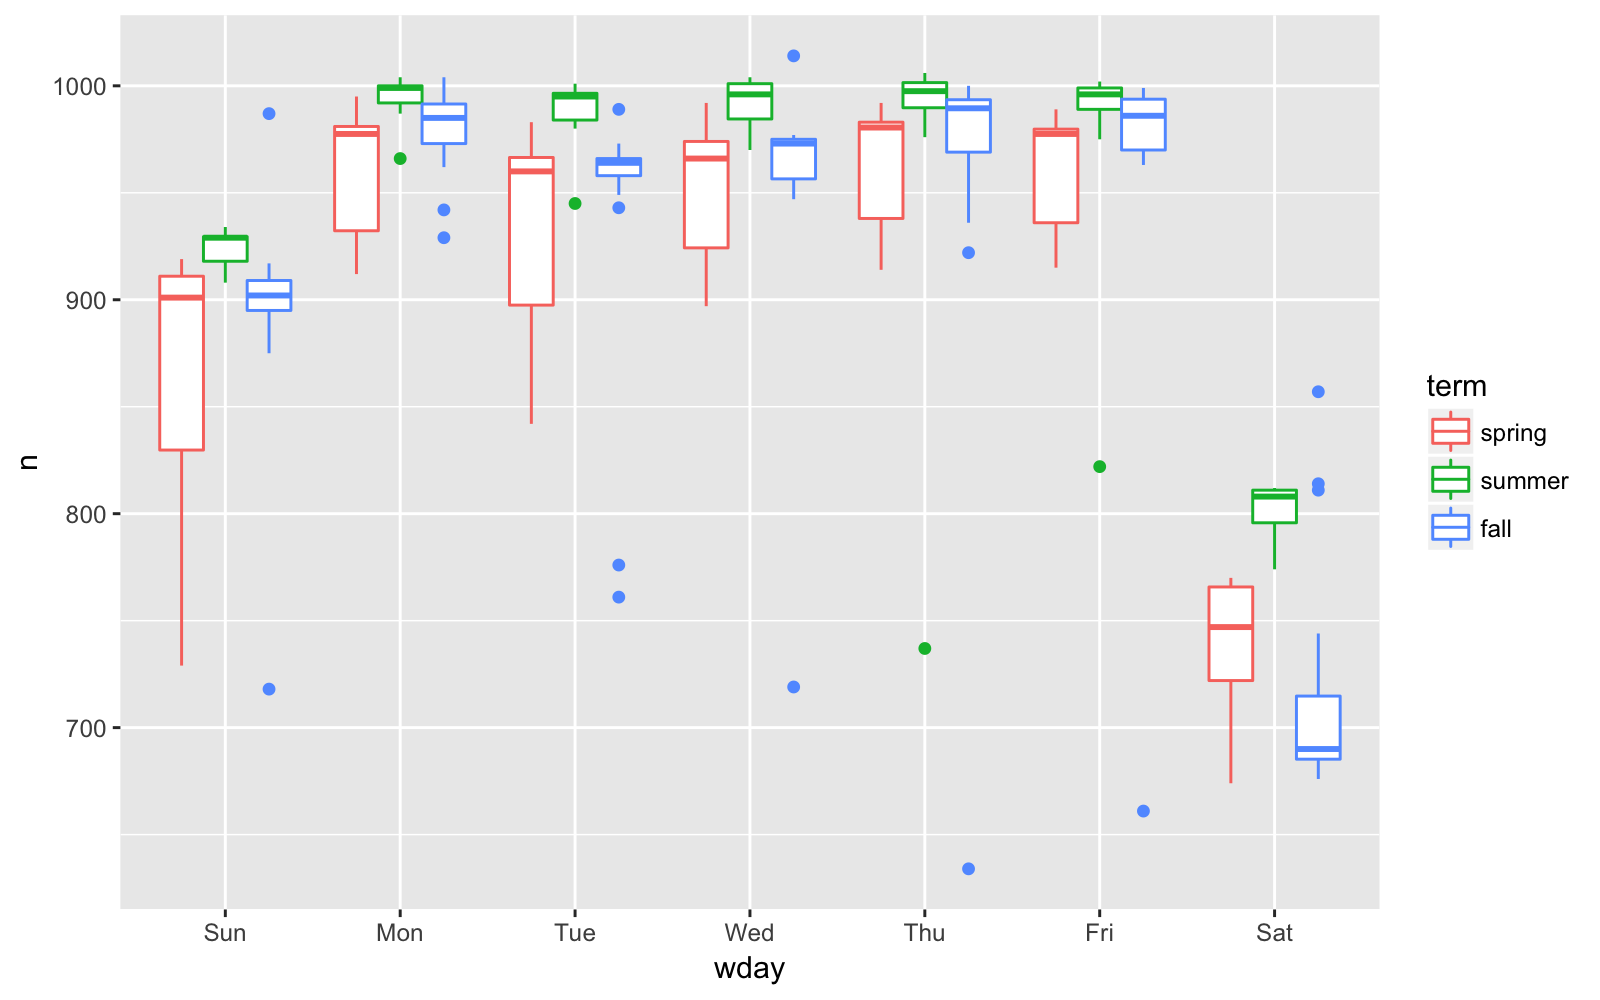 1000
900
800
700
n
Sun Mon Tue Wed Thu Fri Sat
wday
term
spring
summer
fall